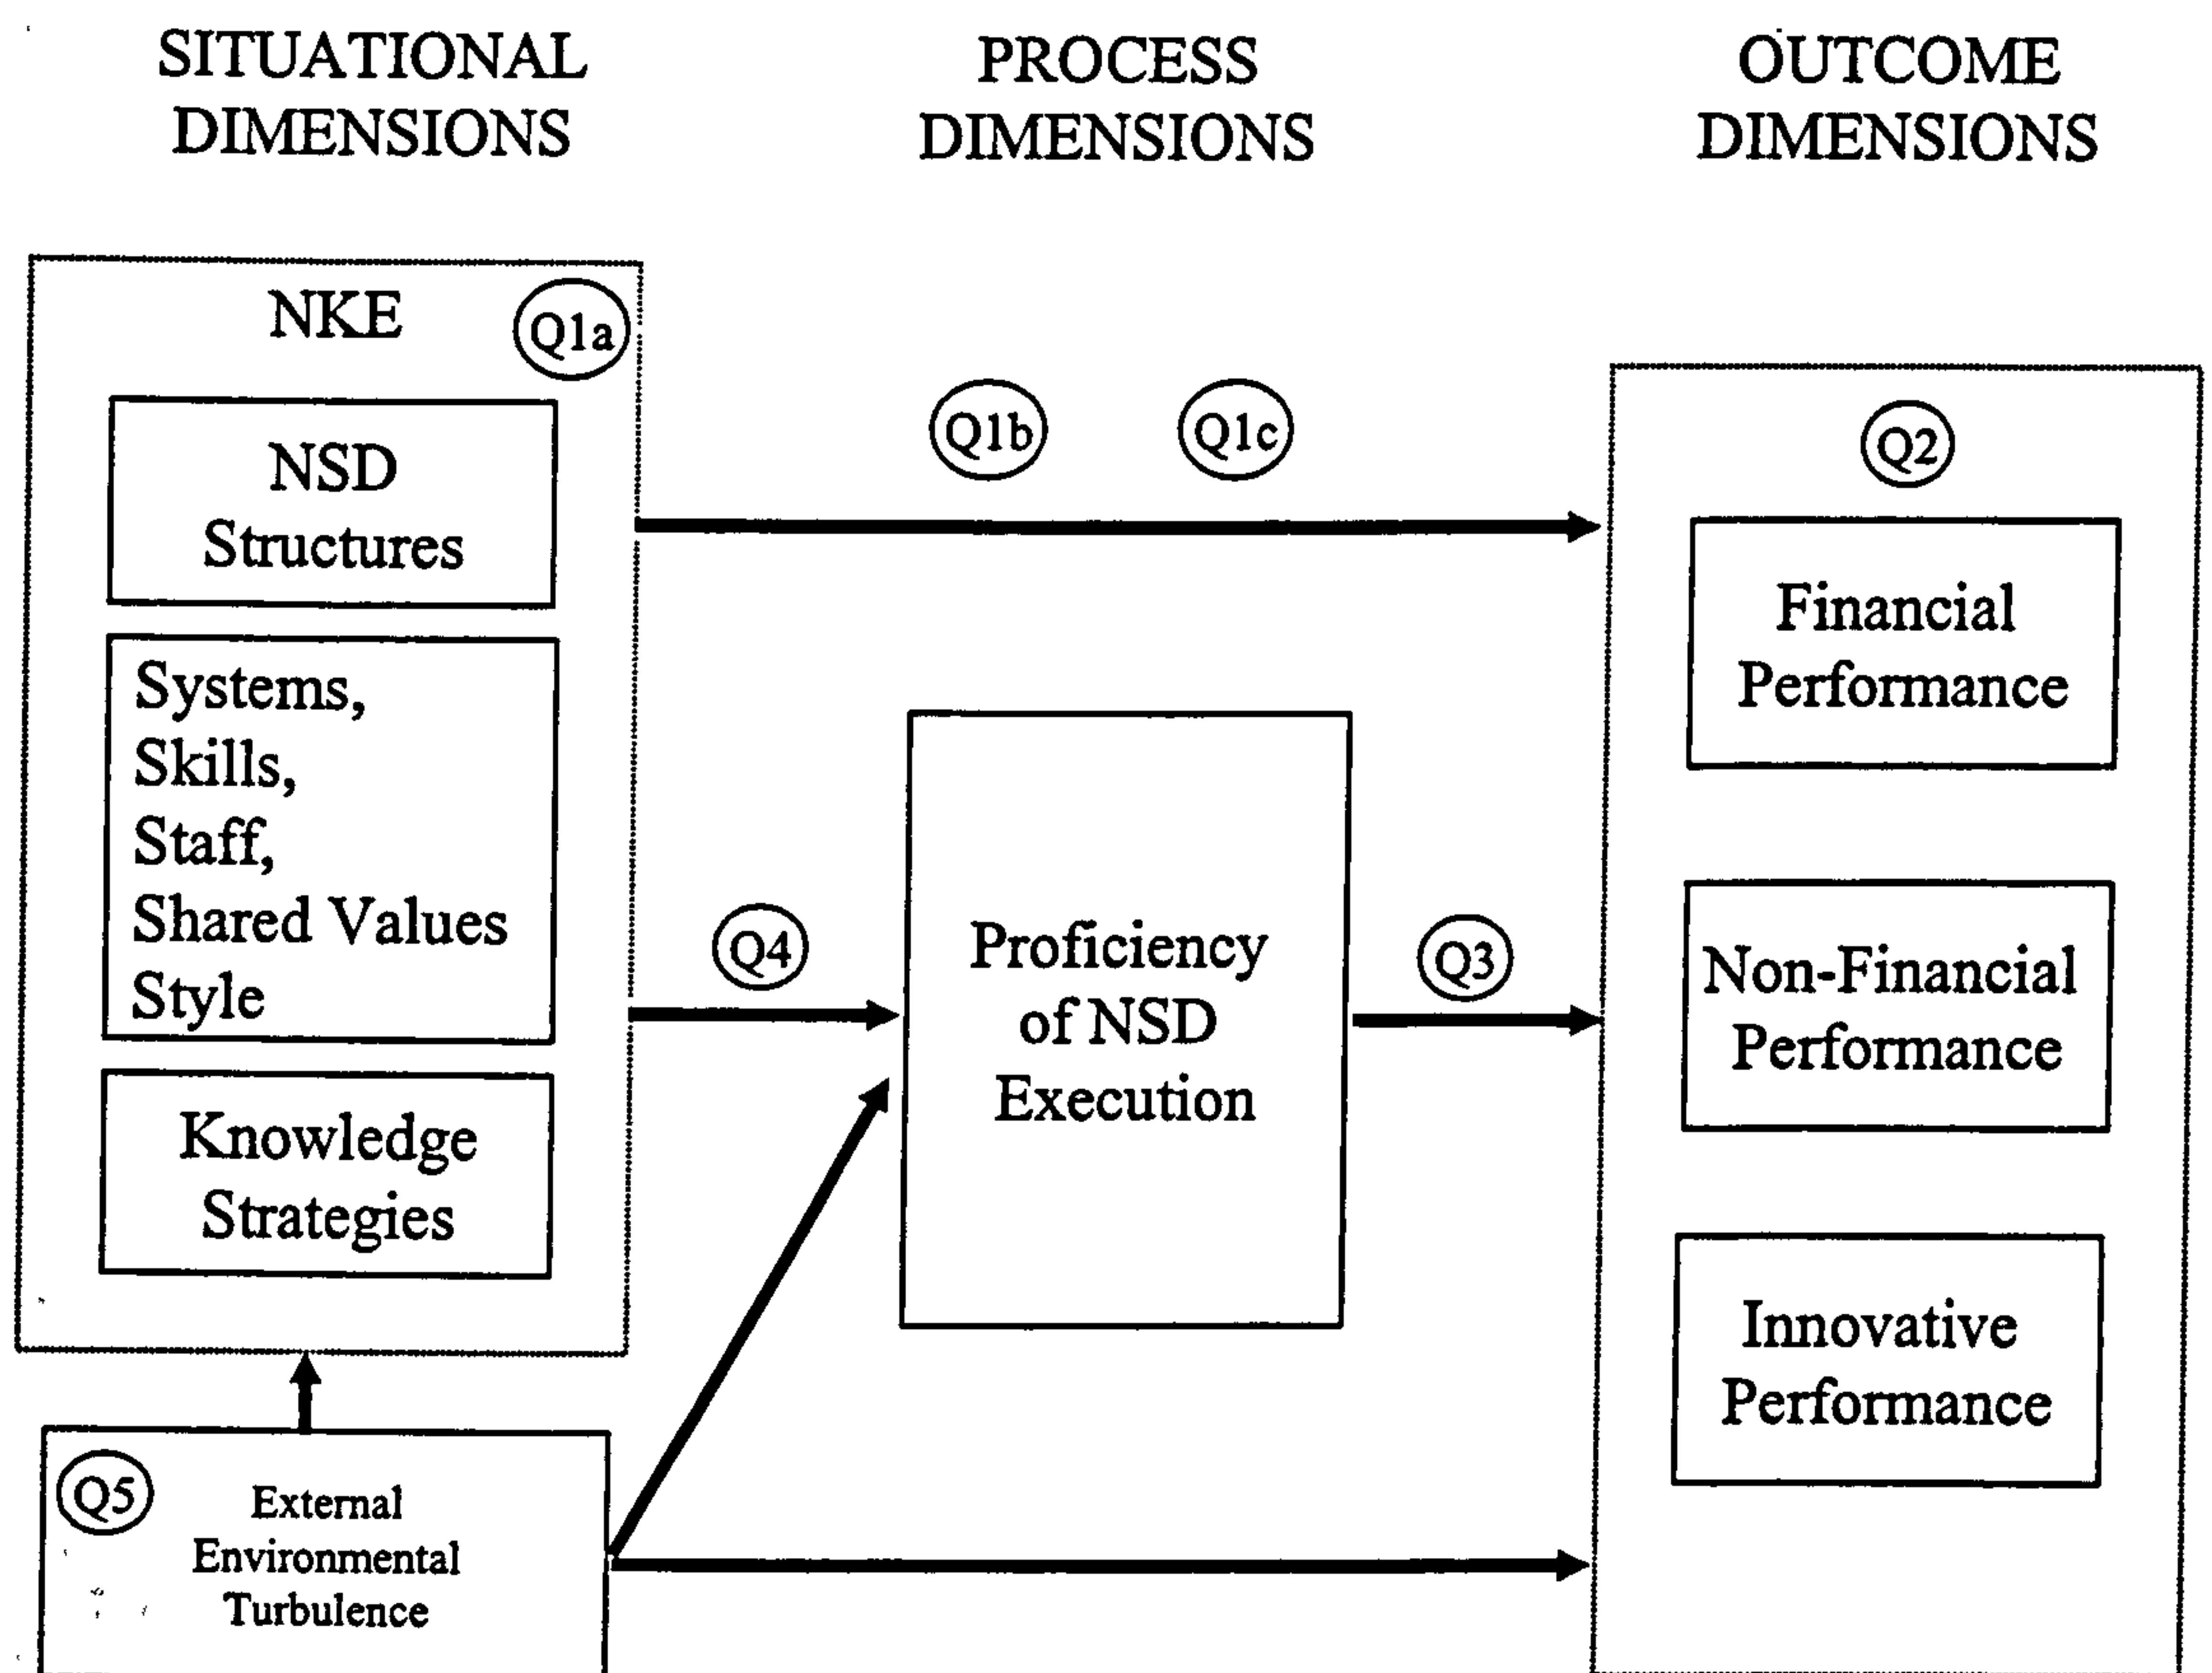 SITUATIONAL
DIMENSIONS
PROCESS
DIMENSIONS
OUTCOME
DIMENSIONS
NKE
Q1a
NSD
Structures
Systems,
Skills,
Staff,
Shared Values
Style
Knowledge
Strategies
Q5
External
Environmental
Turbulence
Q1b
Q1c
Q4
Proficiency
of NSD
Execution
Q3
Q2
Financial
Performance
Non-Financial
Performance
Innovative
Performance